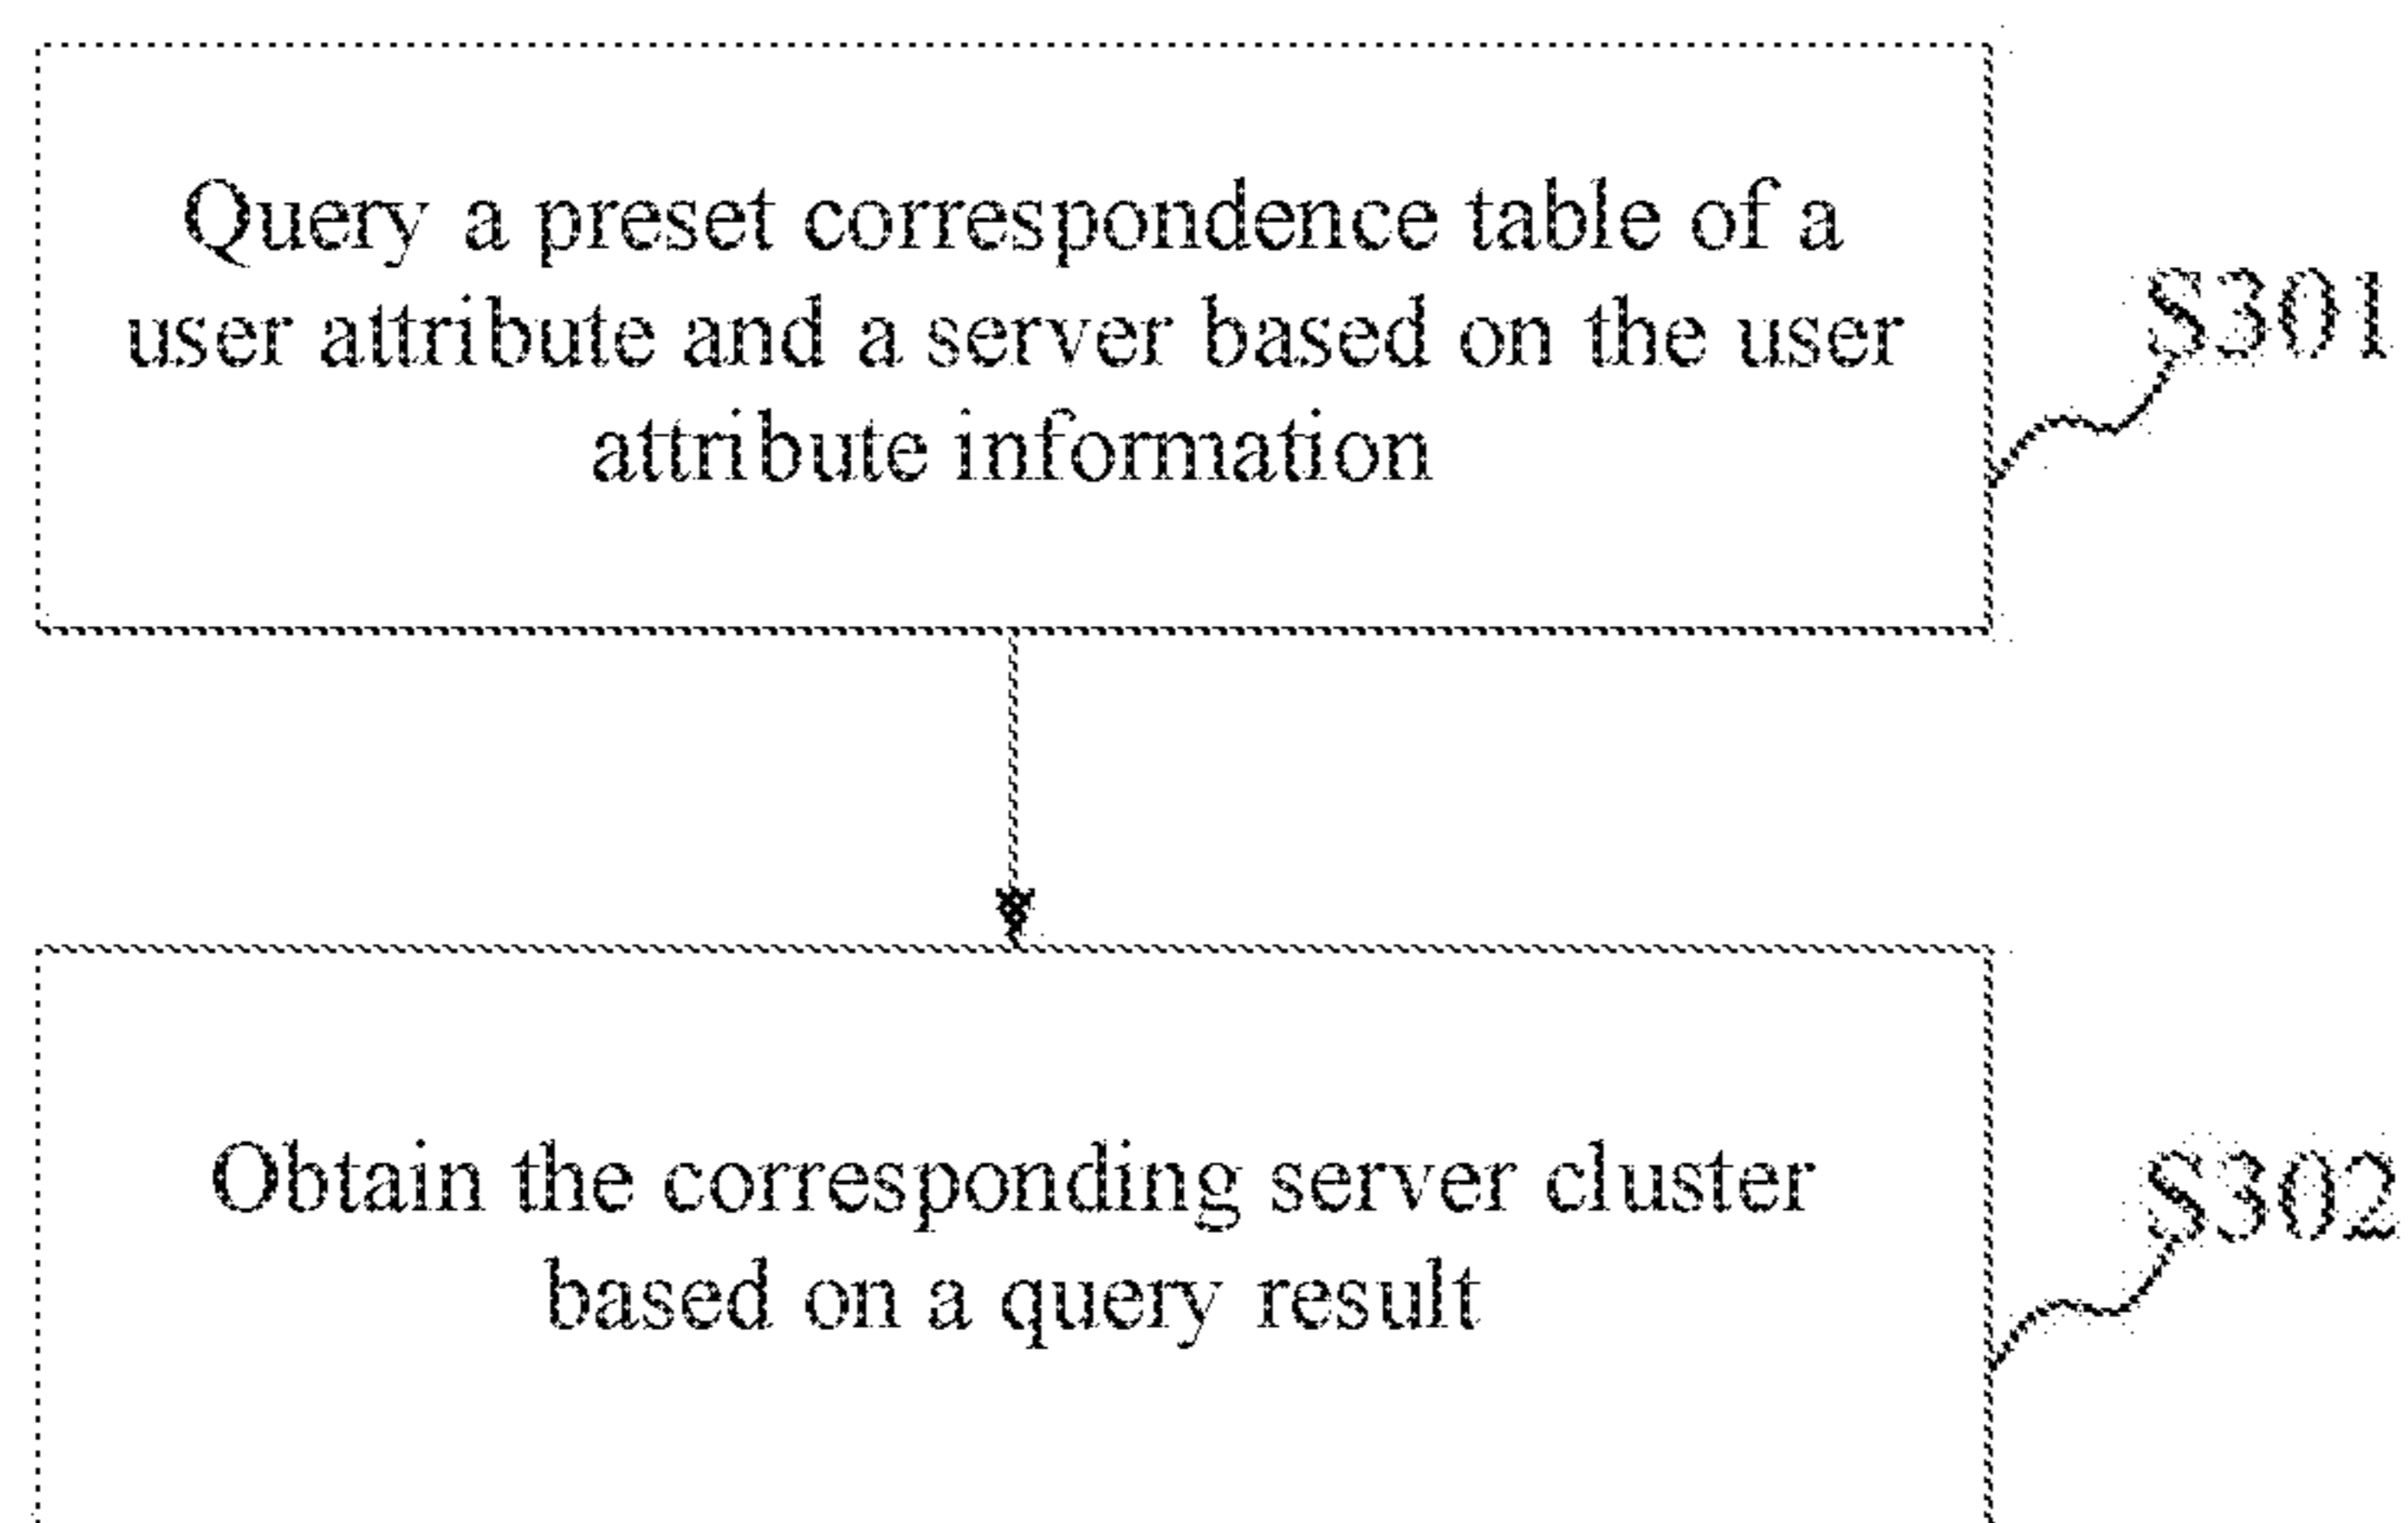 Query a preset correspondence table of a
user attribute and a server based on the user
attribute information
S301
Obtain the corresponding server cluster
based on a query result
S302